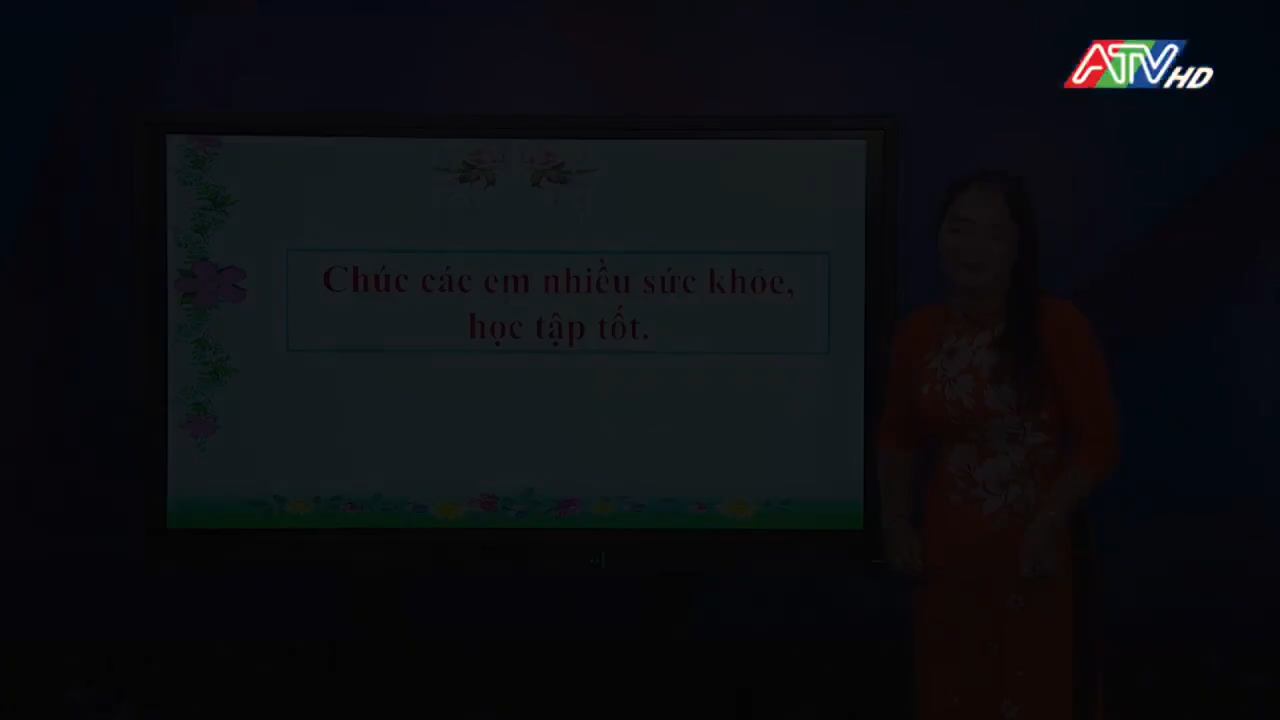 ATV HD
Chúc các em nhiều sức khỏe,
học tập tốt.